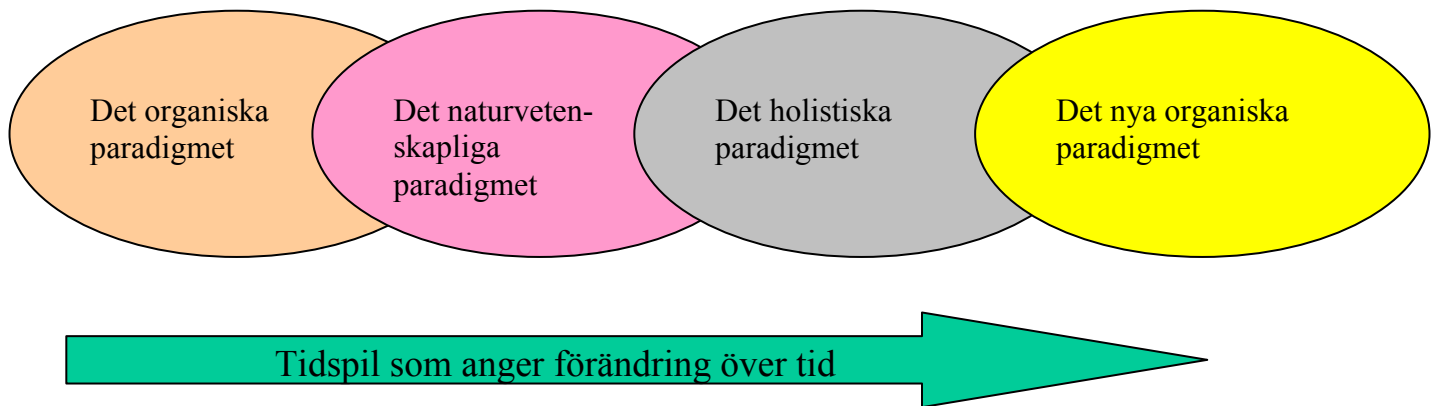 Det organiska
paradigmet
Det naturveten-
skapliga
paradigmet
Det holistiska
paradigmet
Det nya organiska
paradigmet
Tidspil som anger förändring över tid